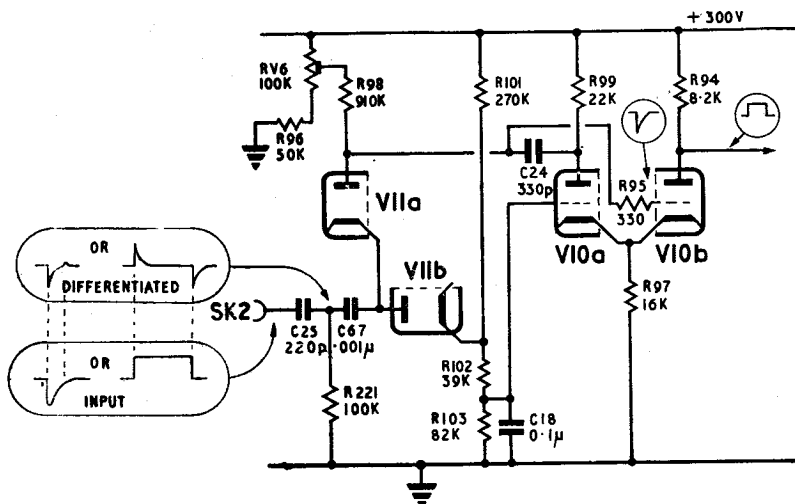 +300V
RV6
100K
R98
910K
R101
270K
R99
22K
R94
8·2K
R96
50K
C24
330p
R95
330
V11a
V10a
V10b
V11b
OR
DIFFERENTIATED
SK2
C25
220p
C67
·001µ
R97
16K
OR
INPUT
R221
100K
R102
39K
R103
82K
C18
0·1µ